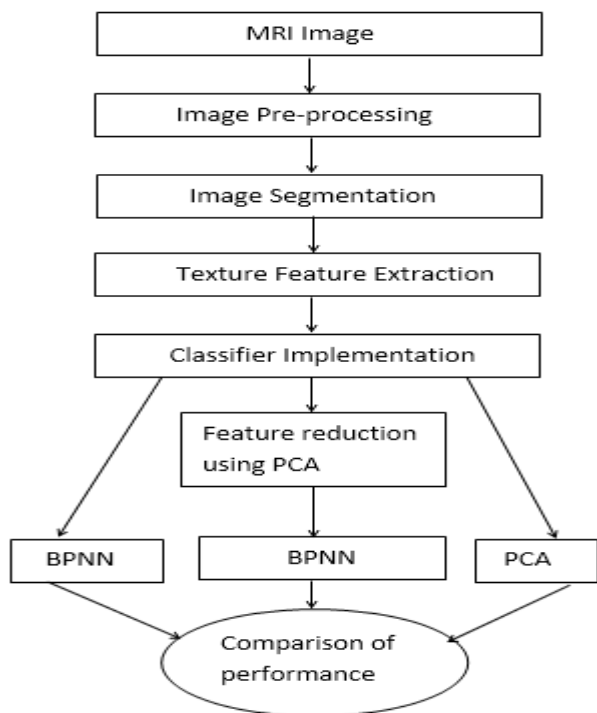 MRI Image
Image Pre-processing
Image Segmentation
Texture Feature Extraction
Classifier Implementation
Feature reduction
using PCA
BPNN
BPNN
PCA
Comparison of
performance